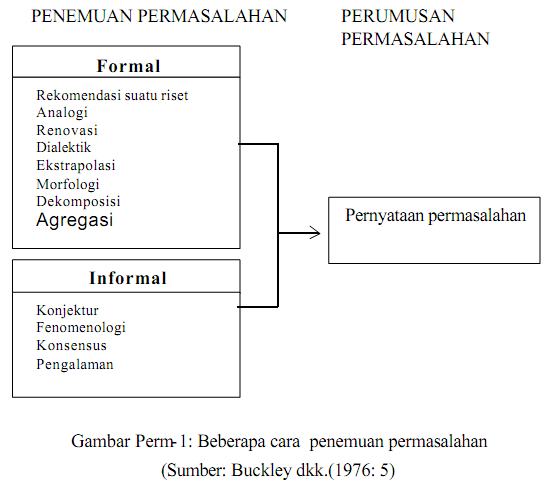 PENEMUAN PERMASALAHAN
PERUMUSAN
PERMASALAHAN
Formal
Rekomendasi suatu riset
Analogi
Renovasi
Dialektik
Ekstrapolasi
Morfologi
Dekomposisi
Agregasi
Informal
Konjektur
Fenomenologi
Konsensus
Pengalaman
Pernyataan permasalahan
Gambar Perm-1: Beberapa cara penemuan permasalahan
(Sumber: Buckley dkk.(1976: 5)